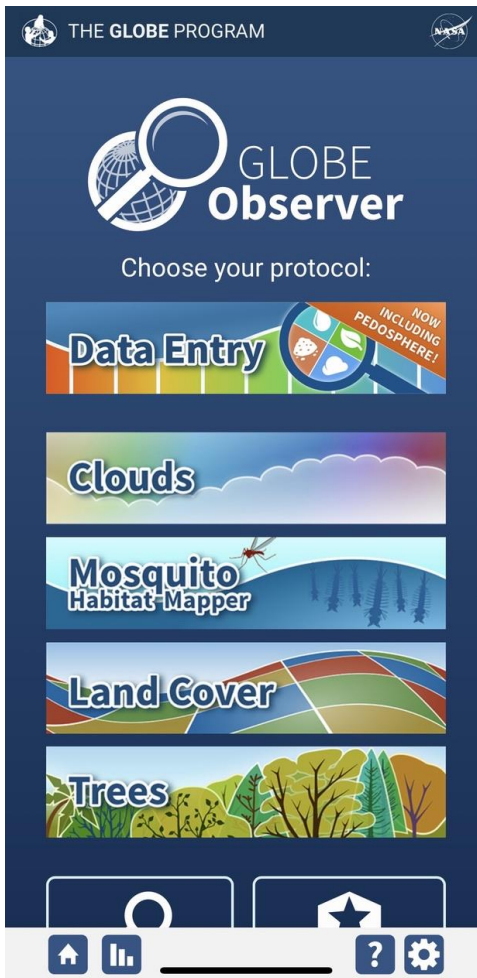 THE GLOBE PROGRAM
NASA
GLOBE
Observer
Choose your protocol:
Data Entry
NOW
INCLUDING
PEDOSPHERE!
Clouds
Mosquito
Habitat Mapper
Land Cover
Trees
?